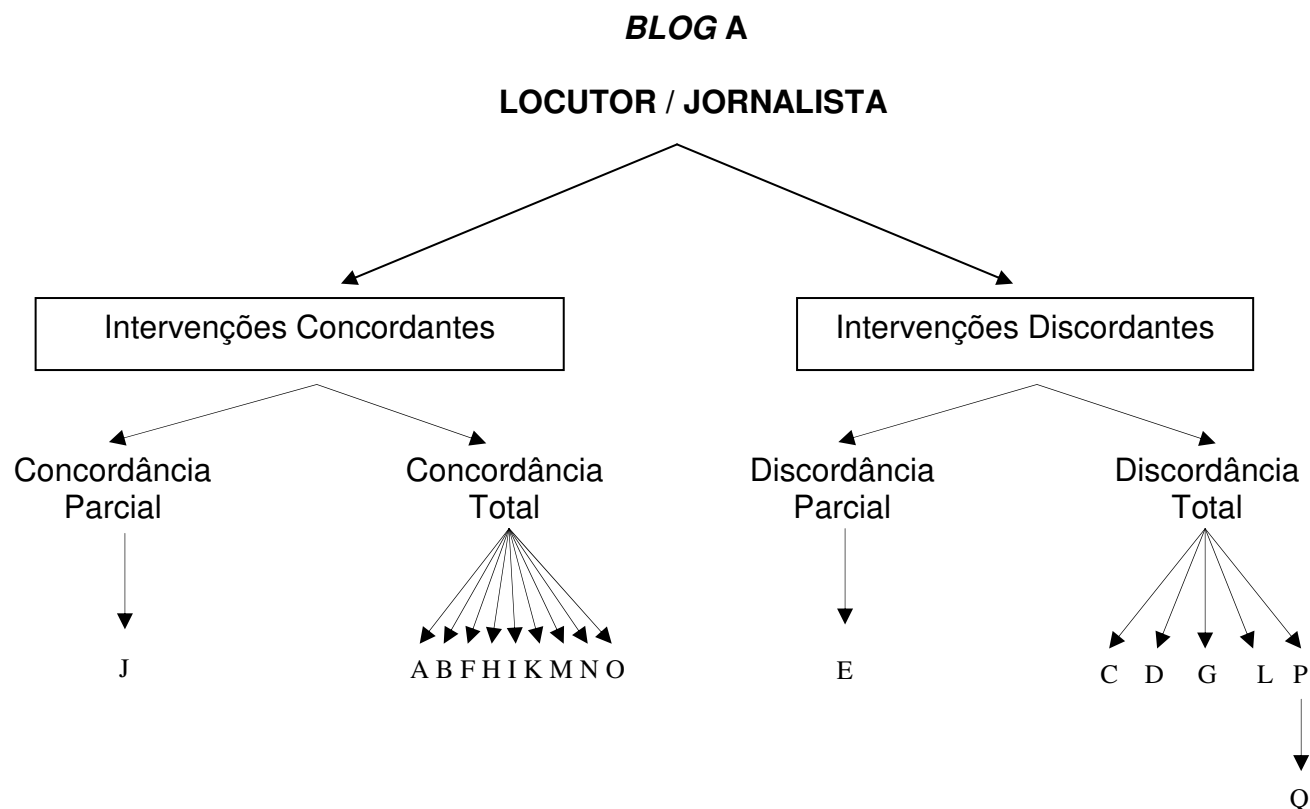 BLOG A
LOCUTOR / JORNALISTA
Intervenções Concordantes
Intervenções Discordantes
Concordância
Parcial
Concordância
Total
Discordância
Parcial
Discordância
Total
J
A B F H I K M N O
E
C D G L P
Q